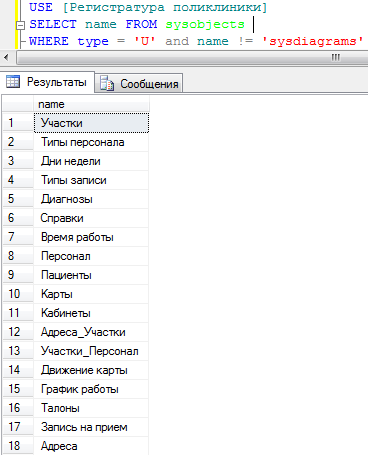 USE [Регистратура поликлиники]
SELECT name FROM sysobjects
WHERE type = 'U' and name != 'sysdiagrams'
Результаты Сообщения
name
1 Участки
2 Типы персонала
3 Дни недели
4 Типы записи
5 Диагнозы
6 Справки
7 Время работы
8 Персонал
9 Пациенты
10 Карты
11 Кабинеты
12 Адреса_Участки
13 Участки_Персонал
14 Движение карты
15 График работы
16 Талоны
17 Запись на прием
18 Адреса